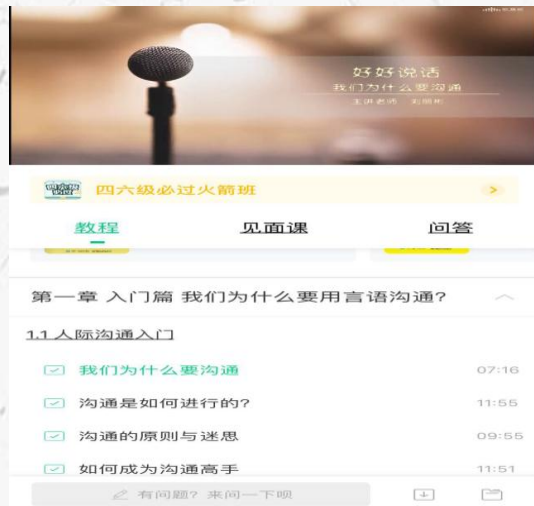 好好说话
我们为什么要沟通
主讲老师
四六级必过火箭班 >
教程 见面课 问答
第一章 入门篇 我们为什么要用言语沟通?
1.1 人际沟通入门
我们为什么要沟通 07:16
沟通是如何进行的? 11:55
沟通的原则与迷思 09:55
如何成为沟通高手 11:51
有问题? 来问一下呗